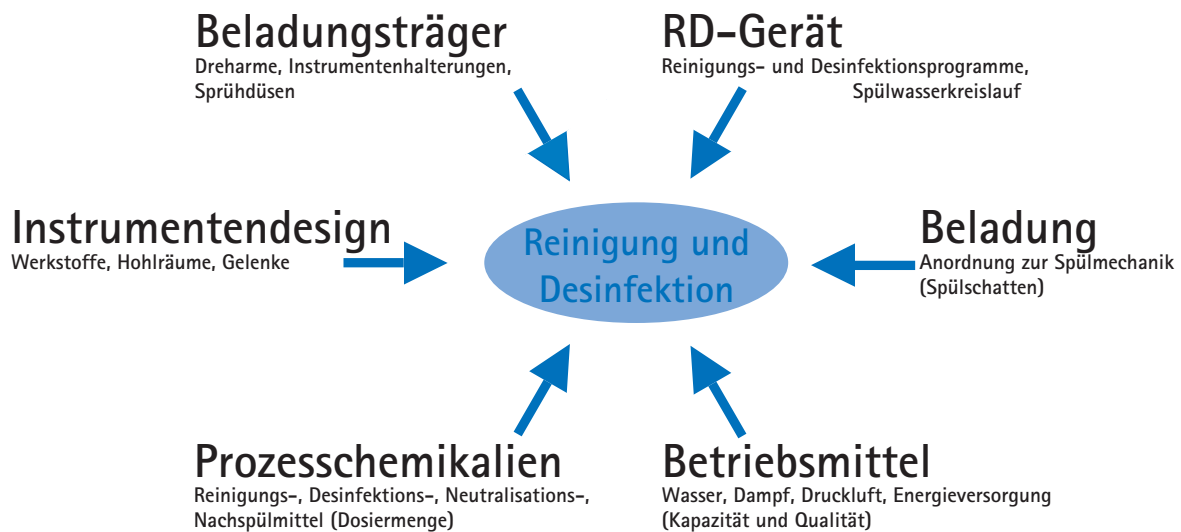 Beladungsträger
Dreharme, Instrumentenhalterungen,
Sprühdüsen
RD-Gerät
Reinigungs- und Desinfektionsprogramme,
Spülwasserkreislauf
Instrumentendesign
Werkstoffe, Hohlräume, Gelenke
Reinigung und
Desinfektion
Beladung
Anordnung zur Spülmechanik
(Spülschatten)
Prozesschemikalien
Reinigungs-, Desinfektions-, Neutralisations-,
Nachspülmittel (Dosiermenge)
Betriebsmittel
Wasser, Dampf, Druckluft, Energieversorgung
(Kapazität und Qualität)